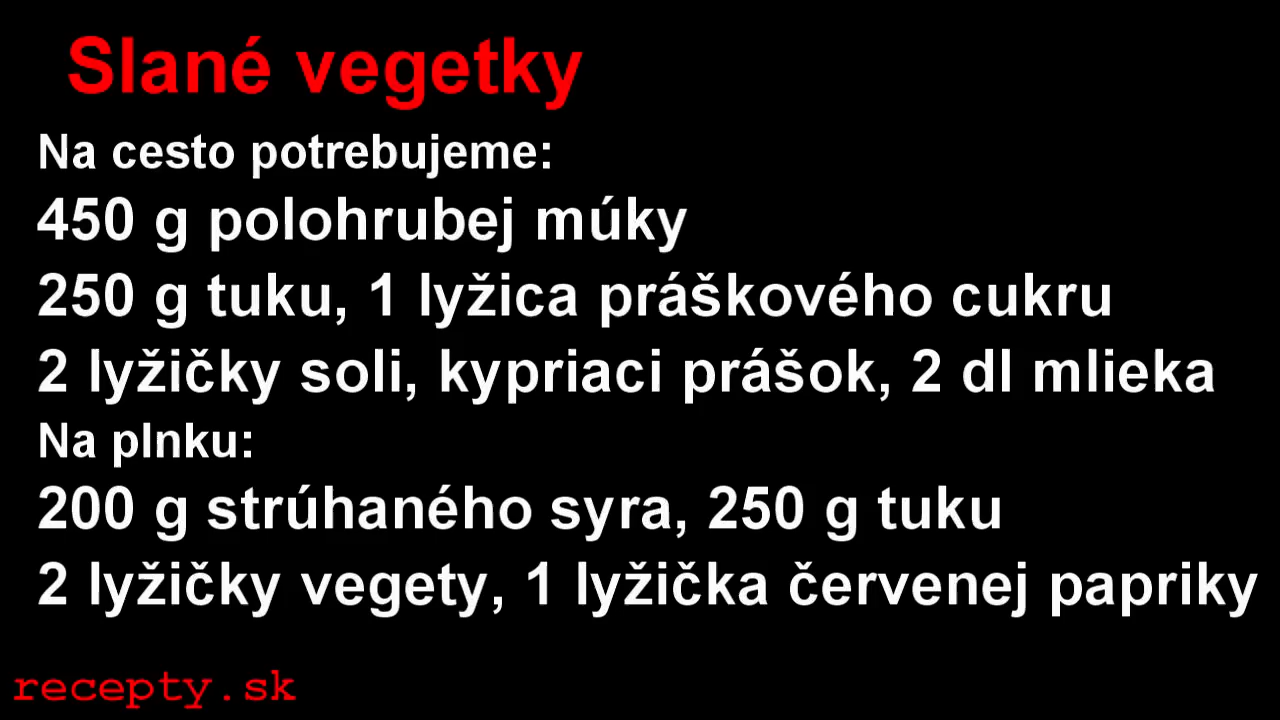 Slané vegetky
Na cesto potrebujeme:
450 g polohrubej múky
250 g tuku, 1 lyžica práškového cukru
2 lyžičky soli, kypriaci prášok, 2 dl mlieka
Na plnku:
200 g strúhaného syra, 250 g tuku
2 lyžičky vegety, 1 lyžička červenej papriky
recepty.sk